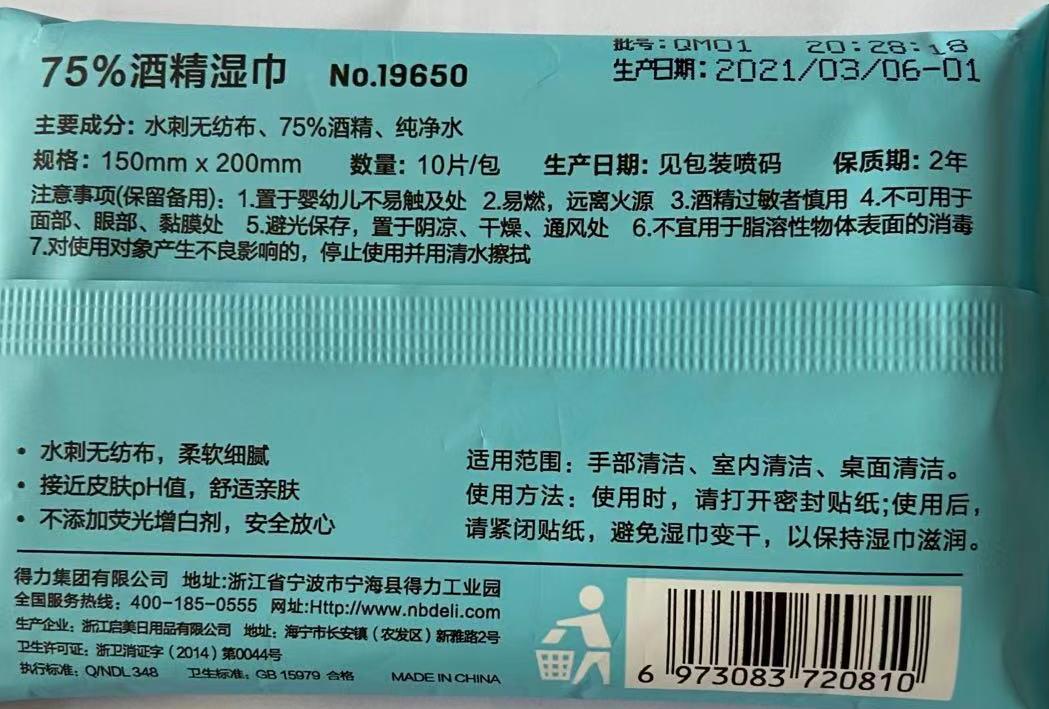 75%酒精湿巾 No.19650
批号:QM01 20:28:18
生产日期:2021/03/06-01
主要成分：水刺无纺布、75%酒精、纯净水
规格：150mm x 200mm 数量：10片/包 生产日期：见包装喷码 保质期：2年
注意事项(保留备用)：1.置于婴幼儿不易触及处 2.易燃，远离火源 3.酒精过敏者慎用 4.不可用于
面部、眼部、黏膜处 5.避光保存，置于阴凉、干燥、通风处 6.不宜用于脂溶性物体表面的消毒
7.对使用对象产生不良影响的，停止使用并用清水擦拭
• 水刺无纺布，柔软细腻
• 接近皮肤pH值，舒适亲肤
• 不添加荧光增白剂，安全放心
适用范围：手部清洁、室内清洁、桌面清洁。
使用方法：使用时，请打开密封贴纸;使用后，
请紧闭贴纸，避免湿巾变干，以保持湿巾滋润。
得力集团有限公司 地址:浙江省宁波市宁海县得力工业园
全国服务热线：400-185-0555 网址:Http://www.nbdeli.com
生产企业：浙江启美日用品有限公司 地址：海宁市长安镇（农发区）新雅路2号
卫生许可证：浙卫消证字（2014）第0044号
执行标准：Q/NDL 348 卫生标准：GB 15979 合格 MADE IN CHINA
6 973083 720810